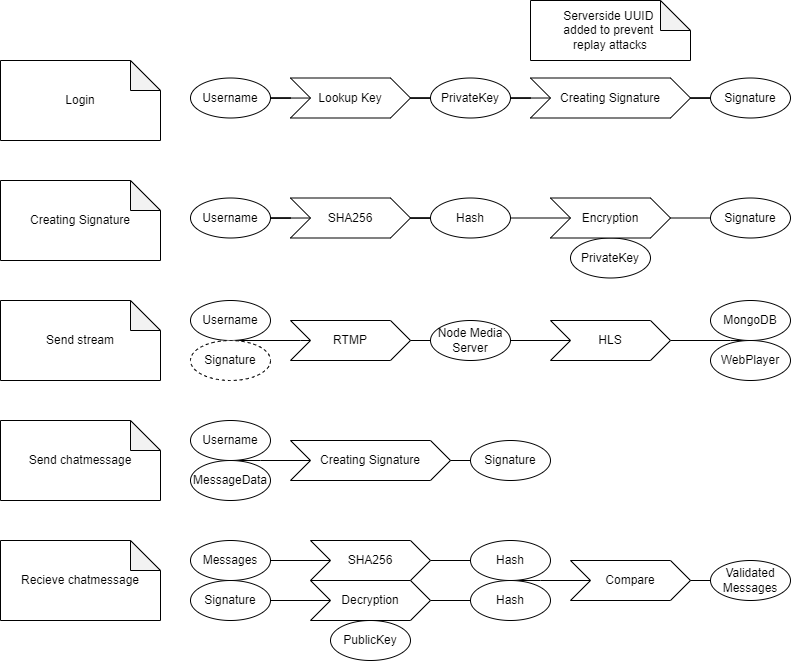 Serverside UUID
added to prevent
replay attacks
Login
Username
Lookup Key
PrivateKey
Creating Signature
Signature
Creating Signature
Username
SHA256
Hash
Encryption
Signature
PrivateKey
Send stream
Username
Signature
RTMP
Node Media
Server
HLS
MongoDB
WebPlayer
Send chatmessage
Username
MessageData
Creating Signature
Signature
Recieve chatmessage
Messages
SHA256
Hash
Signature
Decryption
Hash
PublicKey
Compare
Validated
Messages